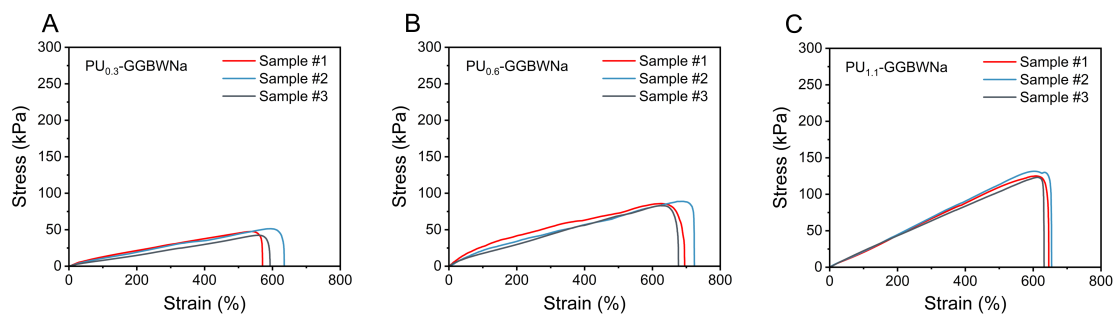 A
PU0.3-GGBWNa
Sample #1
Sample #2
Sample #3
Stress (kPa)
300
250
200
150
100
50
0
0 200 400 600 800
Strain (%)
B
PU0.6-GGBWNa
Sample #1
Sample #2
Sample #3
Stress (kPa)
300
250
200
150
100
50
0
0 200 400 600 800
Strain (%)
C
PU1.1-GGBWNa
Sample #1
Sample #2
Sample #3
Stress (kPa)
300
250
200
150
100
50
0
0 200 400 600 800
Strain (%)